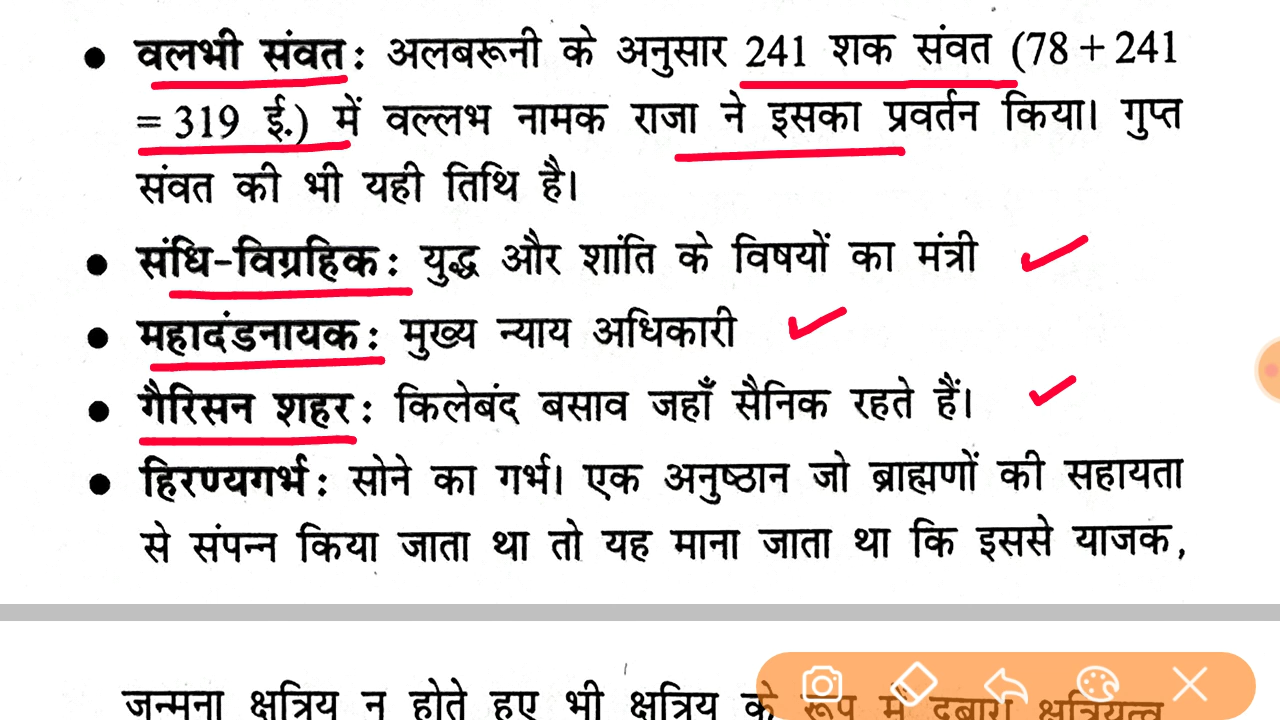 • वलभी संवत: अलबरूनी के अनुसार 241 शक संवत (78 + 241
= 319 ई.) में वल्लभ नामक राजा ने इसका प्रवर्तन किया। गुप्त
संवत की भी यही तिथि है।
• संधि-विग्रहिक: युद्ध और शांति के विषयों का मंत्री
• महादंडनायक: मुख्य न्याय अधिकारी
• गैरिसन शहर: किलेबंद बसाव जहाँ सैनिक रहते हैं।
• हिरण्यगर्भ: सोने का गर्भ। एक अनुष्ठान जो ब्राह्मणों की सहायता
से संपन्न किया जाता था तो यह माना जाता था कि इससे याजक,
जन्मना क्षत्रिय न होते हुए भी क्षत्रिय के रूप में दुबारा क्षत्रियत्व